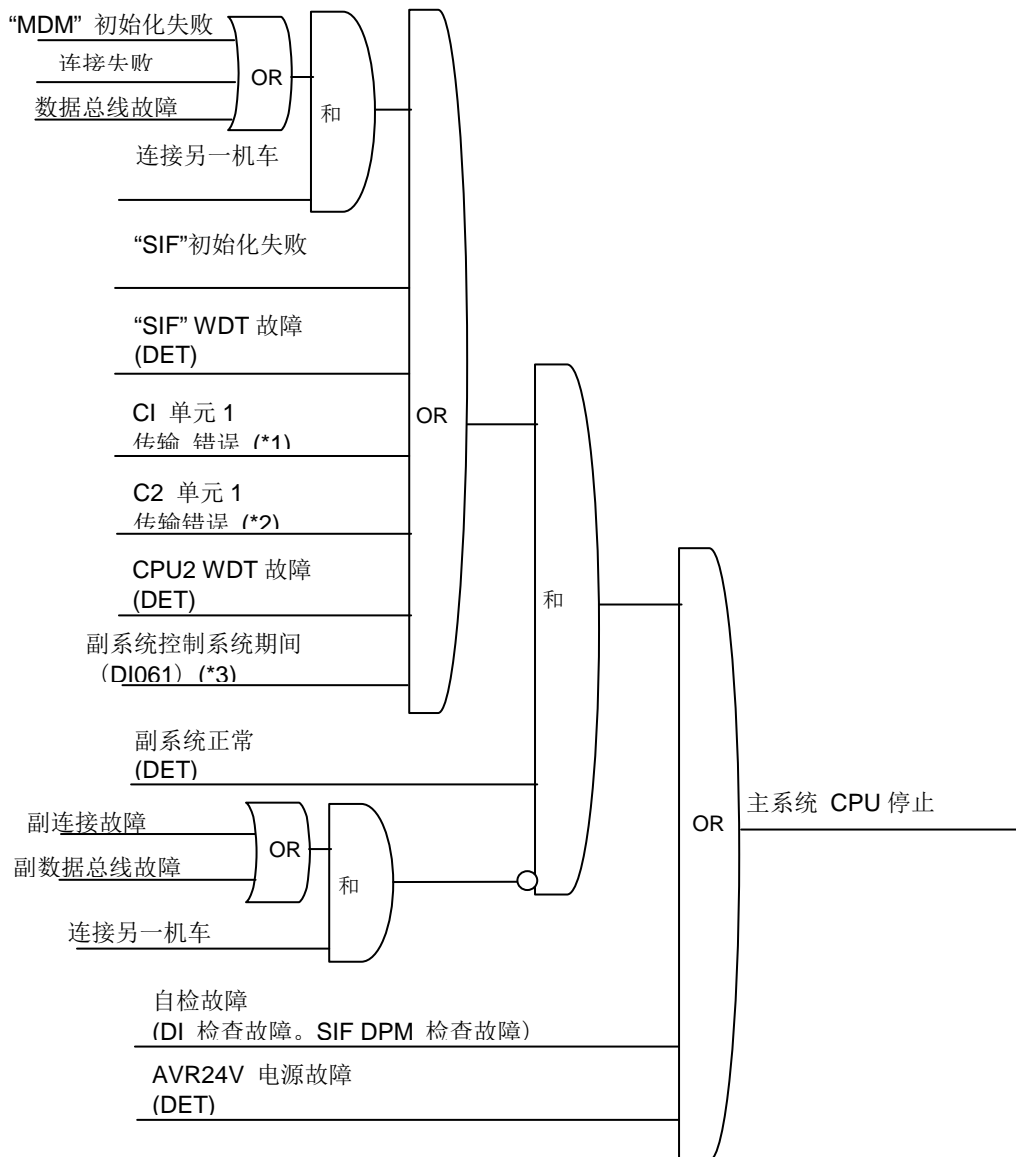 “MDM” 初始化失败
连接失败
OR
数据总线故障
和
连接另一机车
“SIF”初始化失败
“SIF” WDT 故障
(DET)
CI 单元 1
传输 错误 (*1)
OR
C2 单元 1
传输错误 (*2)
CPU2 WDT 故障
(DET)
和
副系统控制系统期间
（DI061）(*3)
副系统正常
(DET)
主系统 CPU 停止
OR
副连接故障
OR
副数据总线故障
和
连接另一机车
自检故障
(DI 检查故障。SIF DPM 检查故障）
AVR24V 电源故障
(DET)